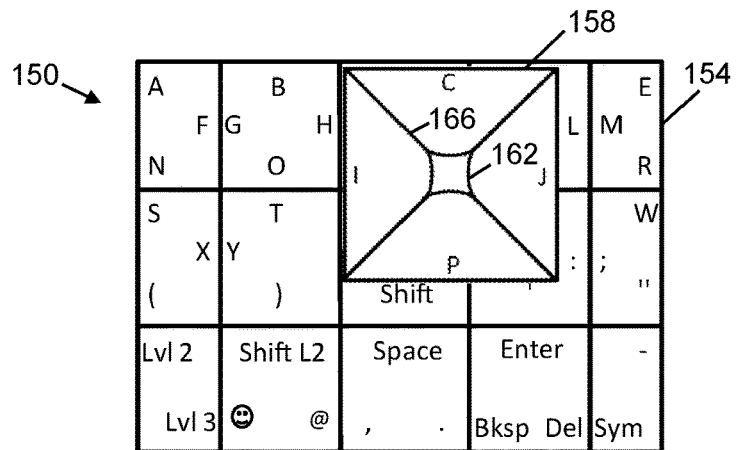 158
150
154
A B C E
166
F G H L M
162
N O I J R
S T W
X Y P : ;
( ) Shift ' "
Lvl 2 Shift L2 Space Enter -
Lvl 3 ☺ @ , . Bksp Del Sym